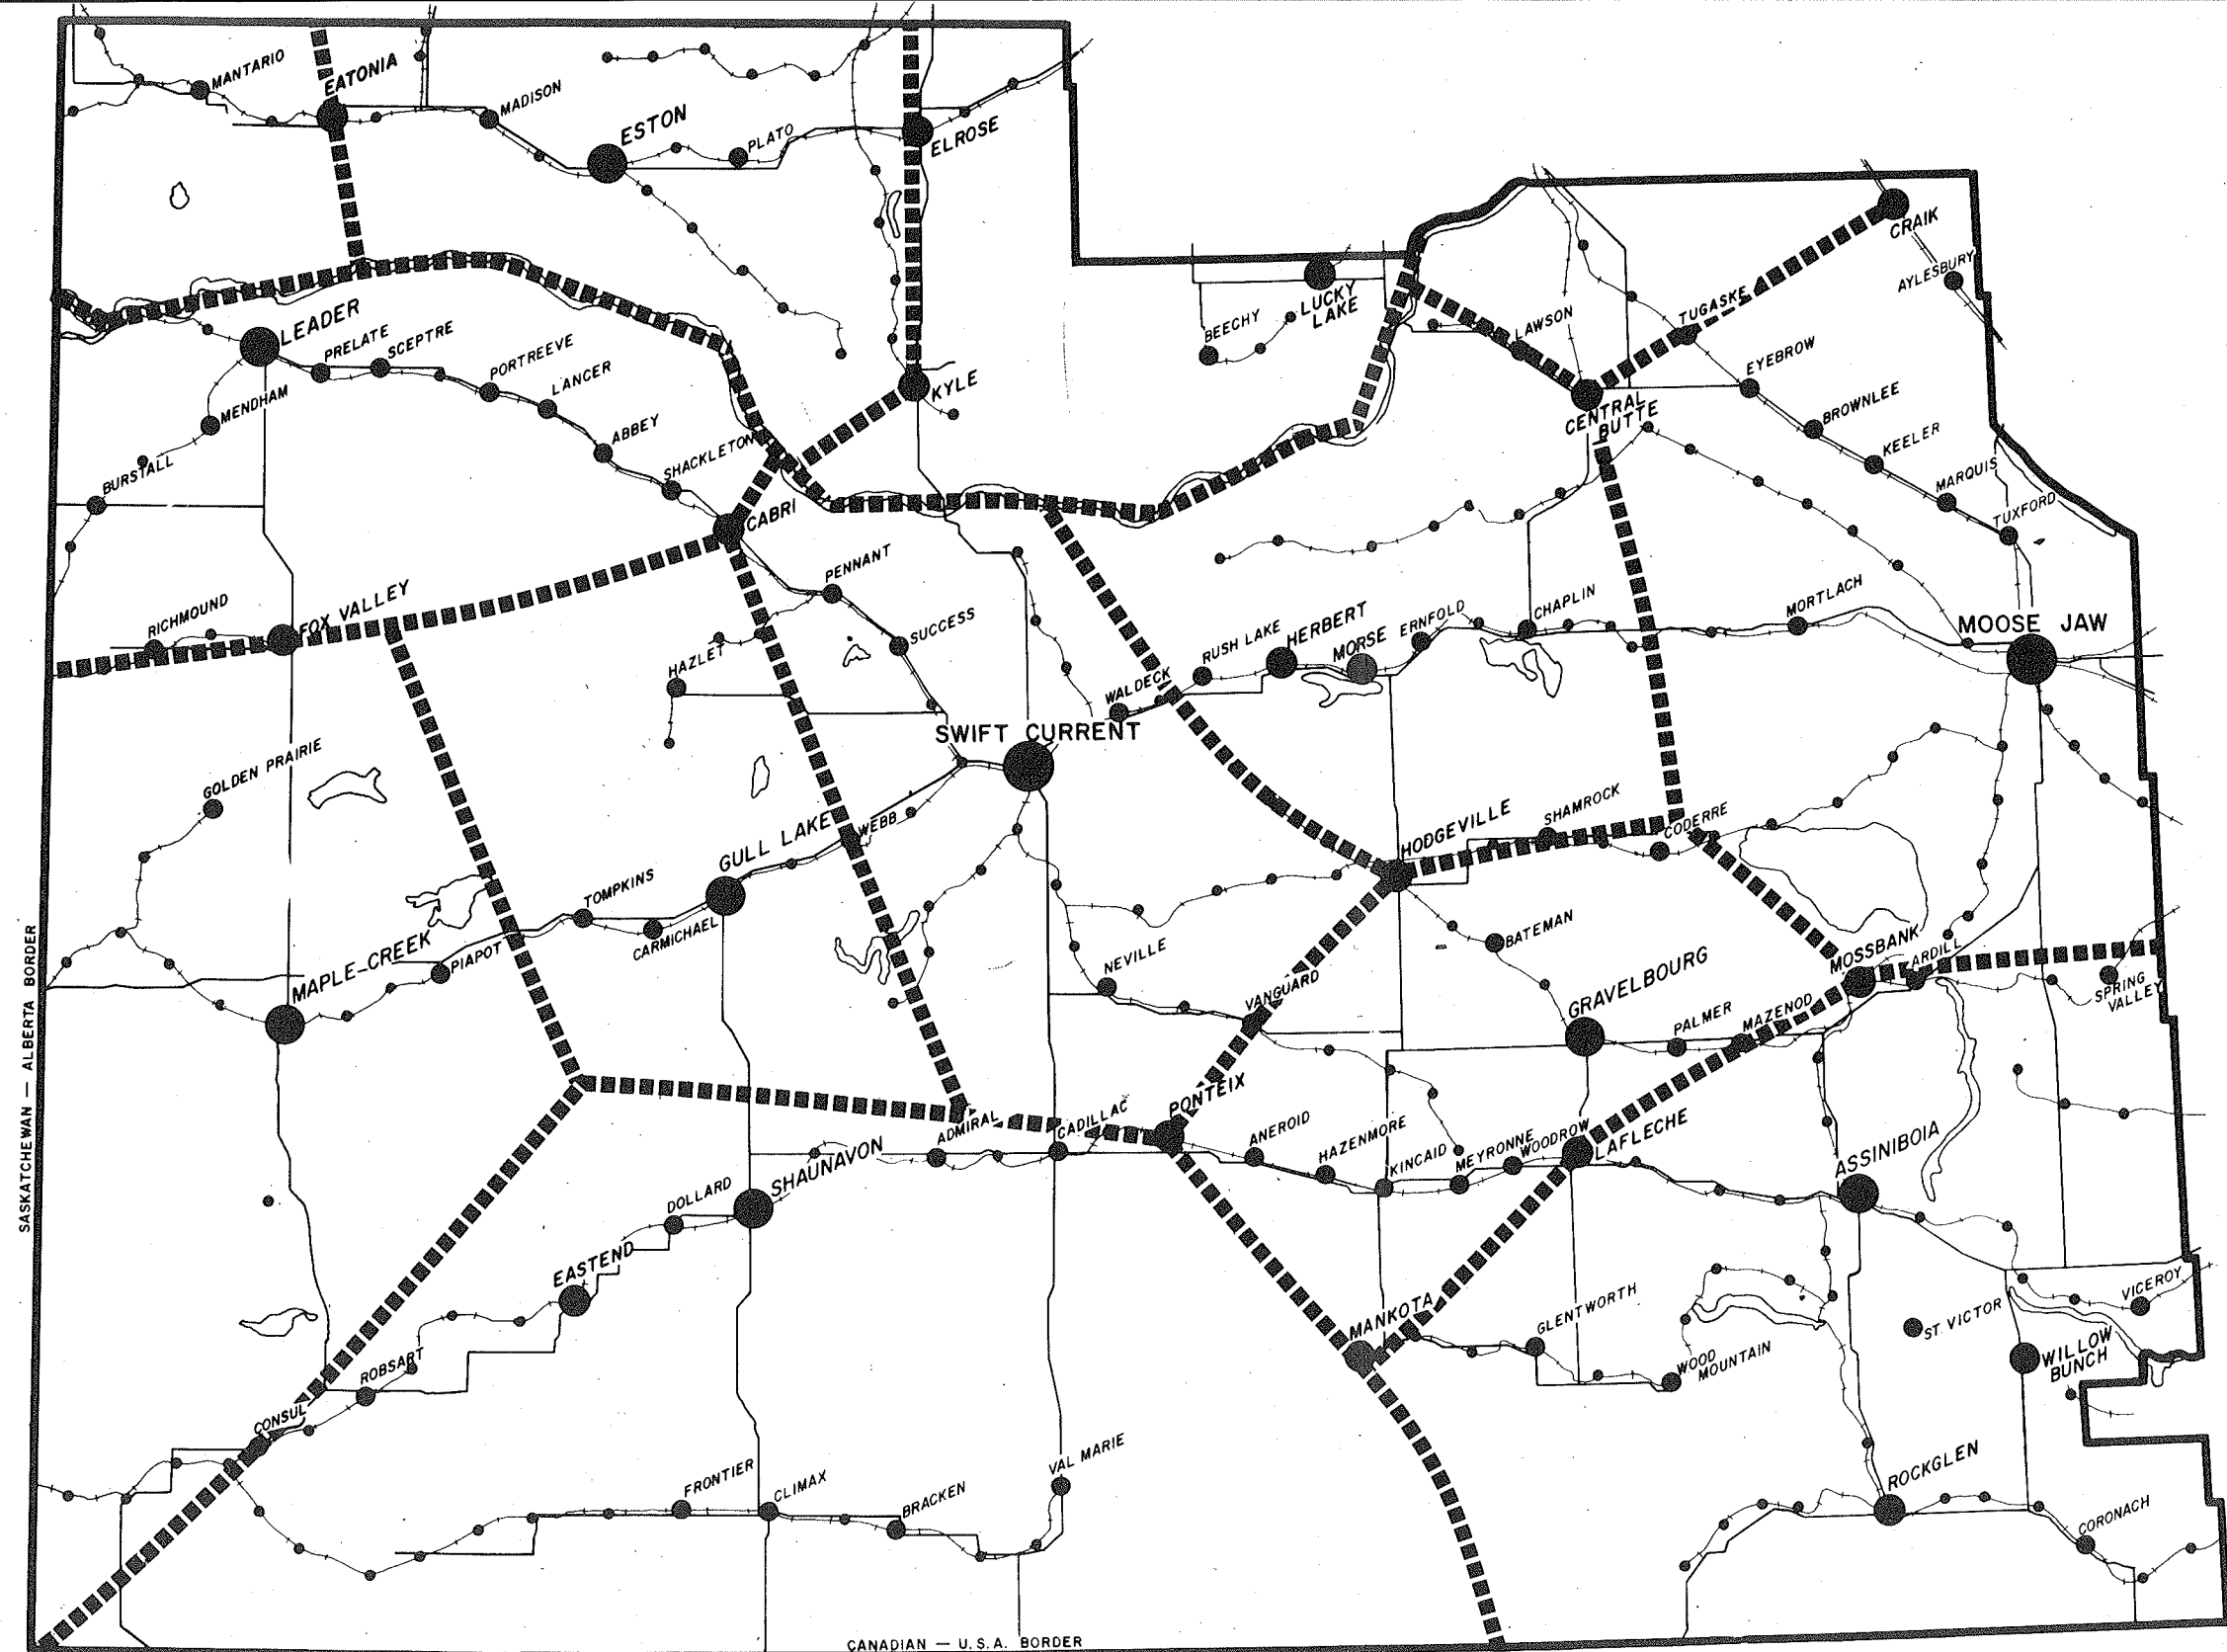 MANTARIO
EATONIA
MADISON
ESTON
PLATO
ELROSE
CRAIK
AYLESBURY
LUCKY
LAKE
BEECHY
LAWSON
TUGASKE
EYEBROW
LEADER
PRELATE
SCEPTRE
PORTREEVE
LANCER
KYLE
MENDHAM
ABBEY
SHACKLETON
CENTRAL
BUTTE
BROWNLEE
KEELER
MARQUIS
TUXFORD
BURSTALL
CABRI
PENNANT
RICHMOUND
FOX VALLEY
SUCCESS
HAZLET
WALDECK
RUSH LAKE
HERBERT
MORSE
ERNFOLD
CHAPLIN
MORTLACH
MOOSE JAW
SWIFT CURRENT
GOLDEN PRAIRIE
GULL LAKE
WEBB
HODGEVILLE
SHAMROCK
CODERRE
TOMPKINS
CARMICHAEL
MAPLE-CREEK
PIAPOT
NEVILLE
VANGUARD
BATEMAN
GRAVELBOURG
PALMER
MAZENOD
MOSSBANK
ARDILL
SPRING
VALLEY
SASKATCHEWAN — ALBERTA BORDER
ADMIRAL
CADILLAC
PONTEIX
ANEROID
HAZENMORE
KINCAID
MEYRONNE
WOODROW
LAFLECHE
ASSINIBOIA
SHAUNAVON
DOLLARD
EASTEND
MANKOTA
GLENTWORTH
WOOD
MOUNTAIN
ST. VICTOR
VICEROY
WILLOW
BUNCH
ROBSART
CONSUL
FRONTIER
CLIMAX
BRACKEN
VAL MARIE
ROCKGLEN
CORONACH
CANADIAN — U.S.A. BORDER